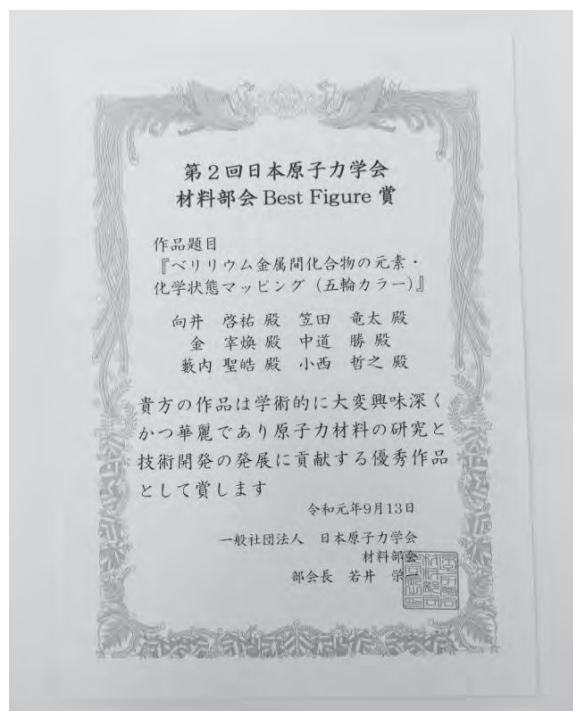 第2回日本原子力学会
材料部会 Best Figure 賞
作品題目
『ベリリウム金属間化合物の元素・
化学状態マッピング（五輪カラー）』
向井 啓祐 殿 笠田 竜太 殿
金 宰煥 殿 中道 勝 殿
藪内 聖皓 殿 小西 哲之 殿
貴方の作品は学術的に大変興味深く
かつ華麗であり原子力材料の研究と
技術開発の発展に貢献する優秀作品
として賞します
令和元年9月13日
一般社団法人 日本原子力学会
材料部会
部会長 若井 栄一